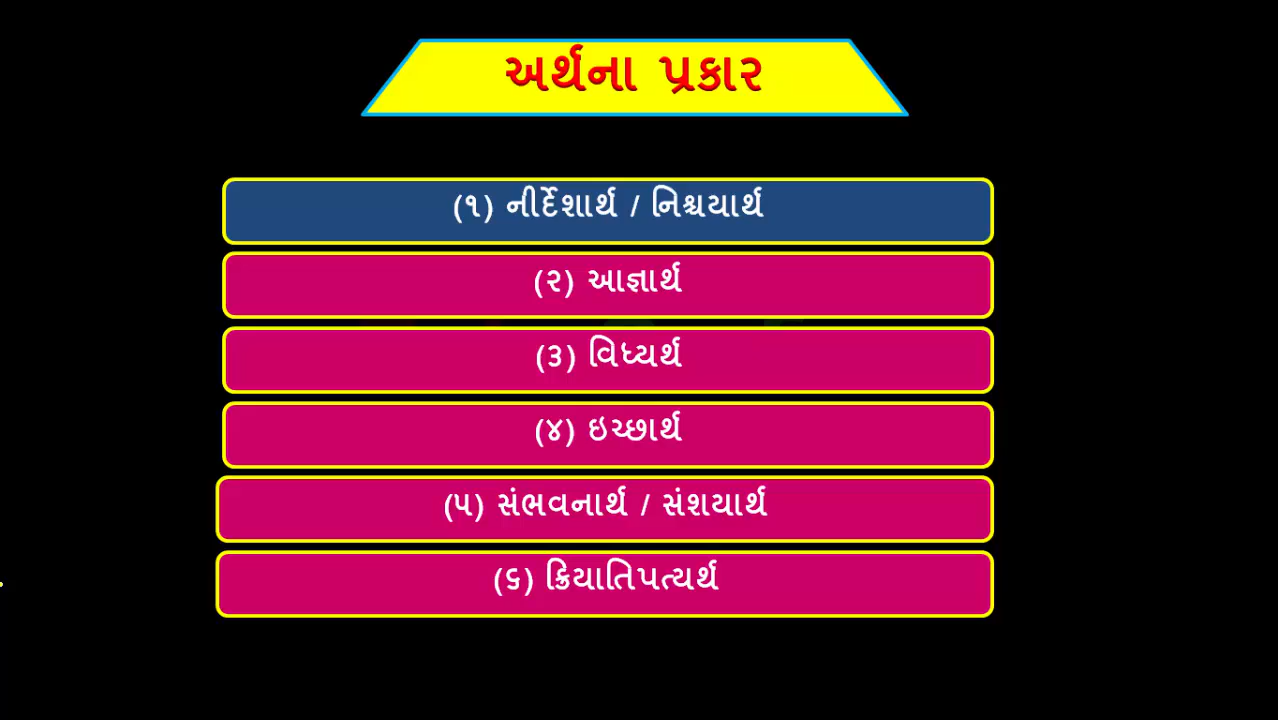 અર્થના પ્રકાર
(૧) નીર્દેશાર્થ / નિશ્ચયાર્થ
(૨) આજ્ઞાર્થ
(૩) વિધ્યર્થ
(૪) ઇચ્છાર્થ
(૫) સંભવનાર્થ / સંશયાર્થ
(૬) ક્રિયાતિપત્યર્થ